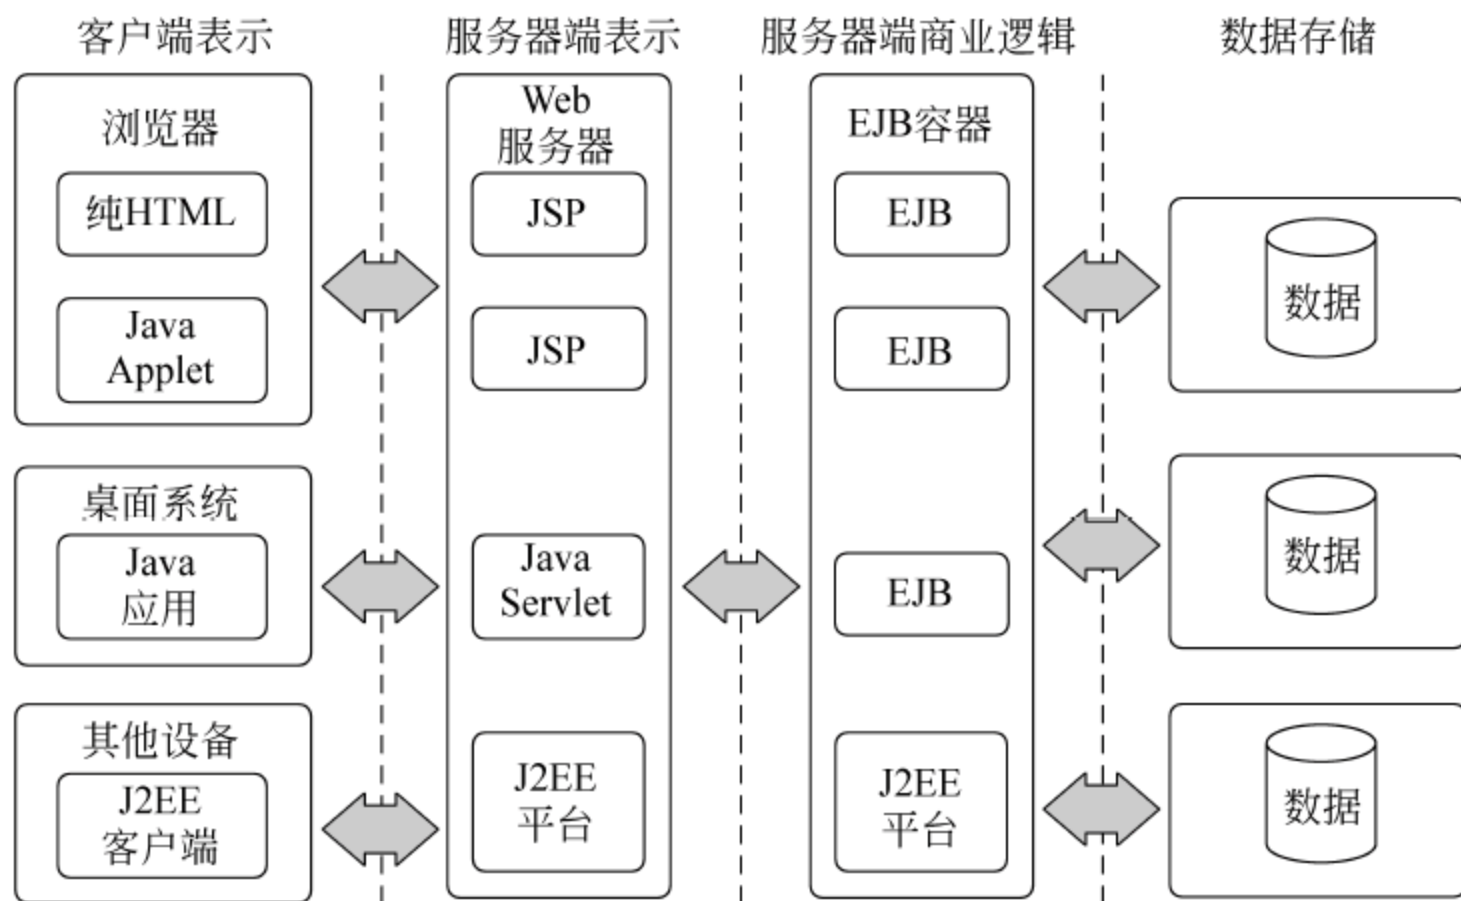 客户端表示
服务器端表示
服务器端商业逻辑
数据存储
浏览器
纯HTML
Java
Applet
桌面系统
Java
应用
其他设备
J2EE
客户端
Web
服务器
JSP
JSP
Java
Servlet
J2EE
平台
EJB容器
EJB
EJB
EJB
J2EE
平台
数据
数据
数据